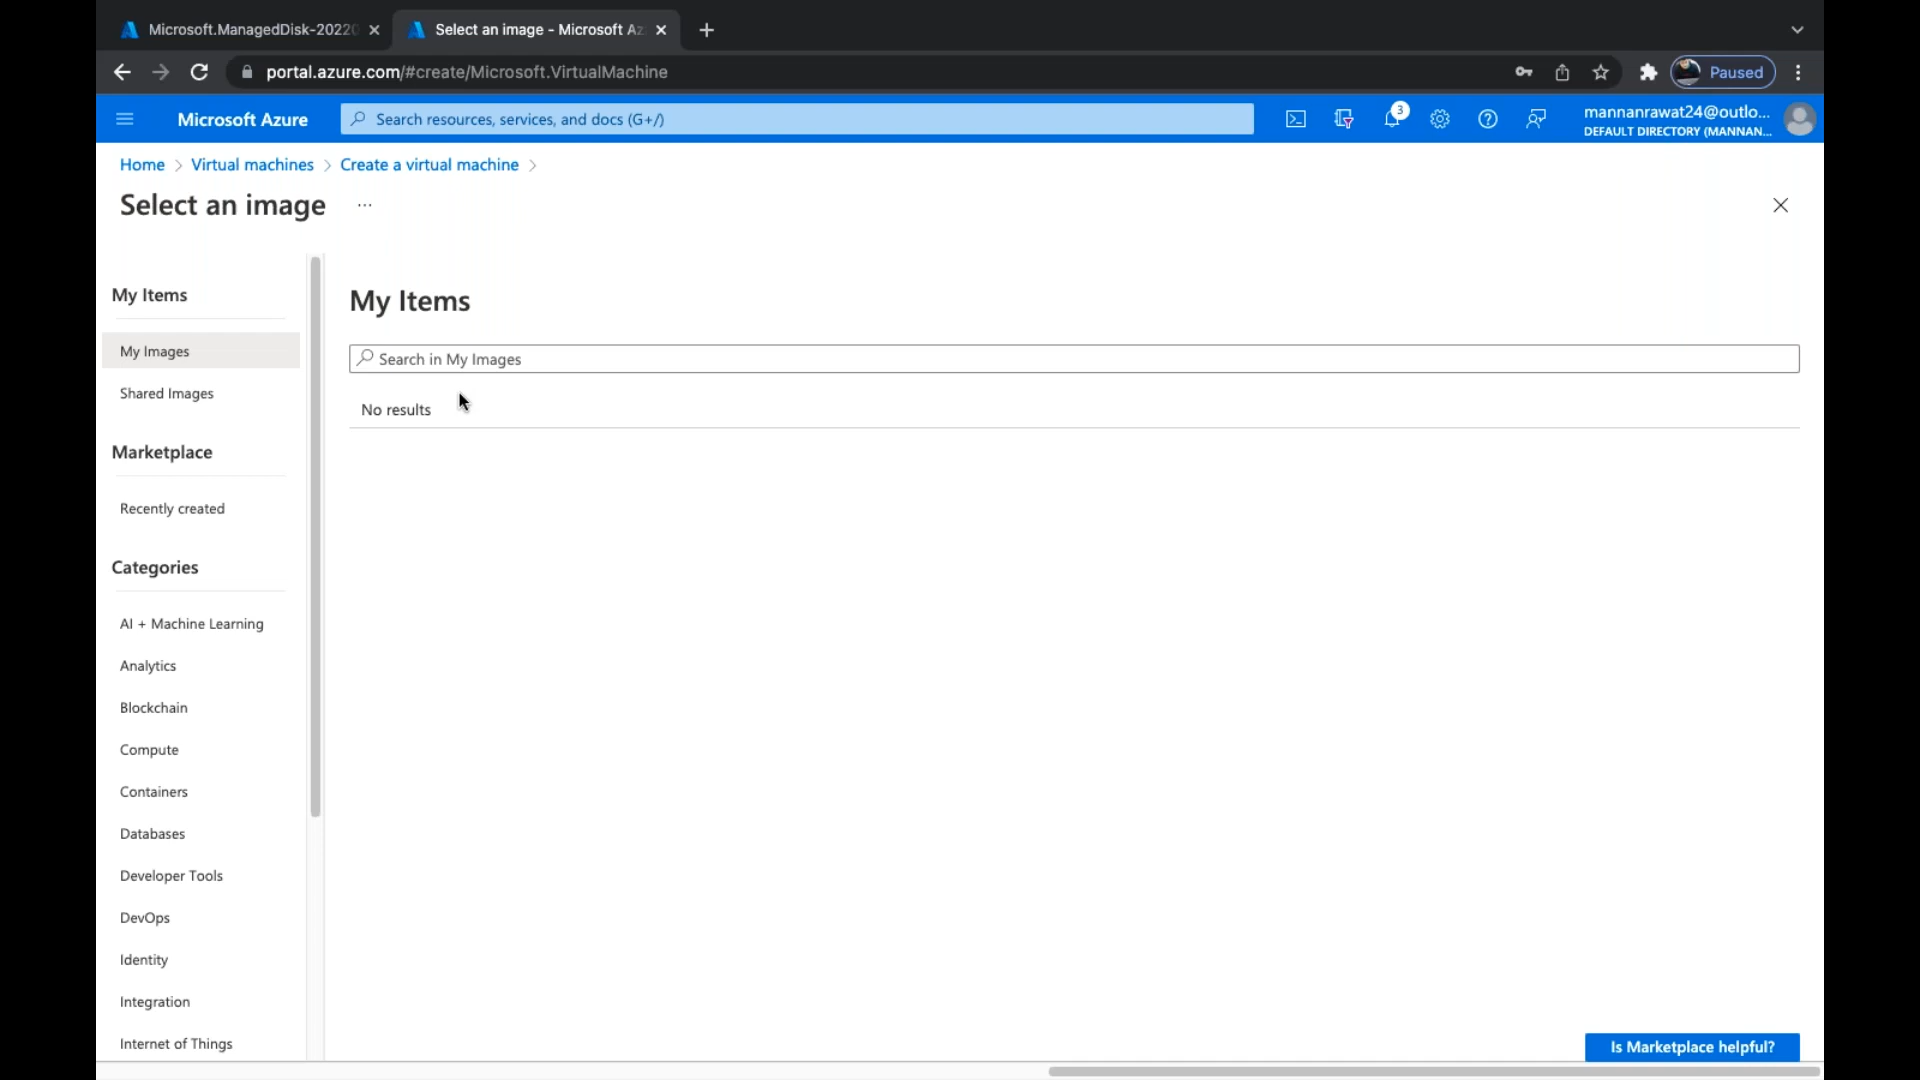 Microsoft.ManagedDisk-20220
Select an image - Microsoft Az
portal.azure.com/#create/Microsoft.VirtualMachine
Paused
Microsoft Azure
Search resources, services, and docs (G+/)
3
mannanrawat24@outlo...
DEFAULT DIRECTORY (MANNAN...
Home > Virtual machines > Create a virtual machine >
Select an image ...
My Items
My Images
Shared Images
Marketplace
Recently created
Categories
AI + Machine Learning
Analytics
Blockchain
Compute
Containers
Databases
Developer Tools
DevOps
Identity
Integration
Internet of Things
My Items
Search in My Images
No results
Is Marketplace helpful?